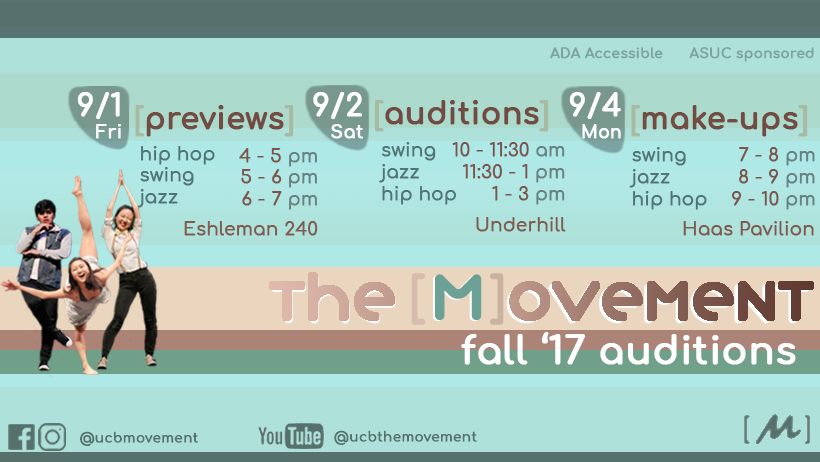 ADA Accessible ASUC sponsored
9/1 Fri [previews]
hip hop 4 - 5 pm
swing 5 - 6 pm
jazz 6 - 7 pm
Eshleman 240
9/2 Sat [auditions]
swing 10 - 11:30 am
jazz 11:30 - 1 pm
hip hop 1 - 3 pm
Underhill
9/4 Mon [make-ups]
swing 7 - 8 pm
jazz 8 - 9 pm
hip hop 9 - 10 pm
Haas Pavilion
The [M]ovement
fall ‘17 auditions
@ucbmovement YouTube @ucbthemovement [M]